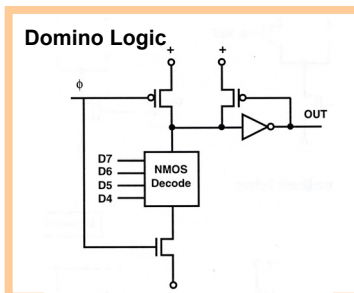 Domino Logic
+ +
ϕ
OUT
D7
D6
D5
D4
NMOS
Decode